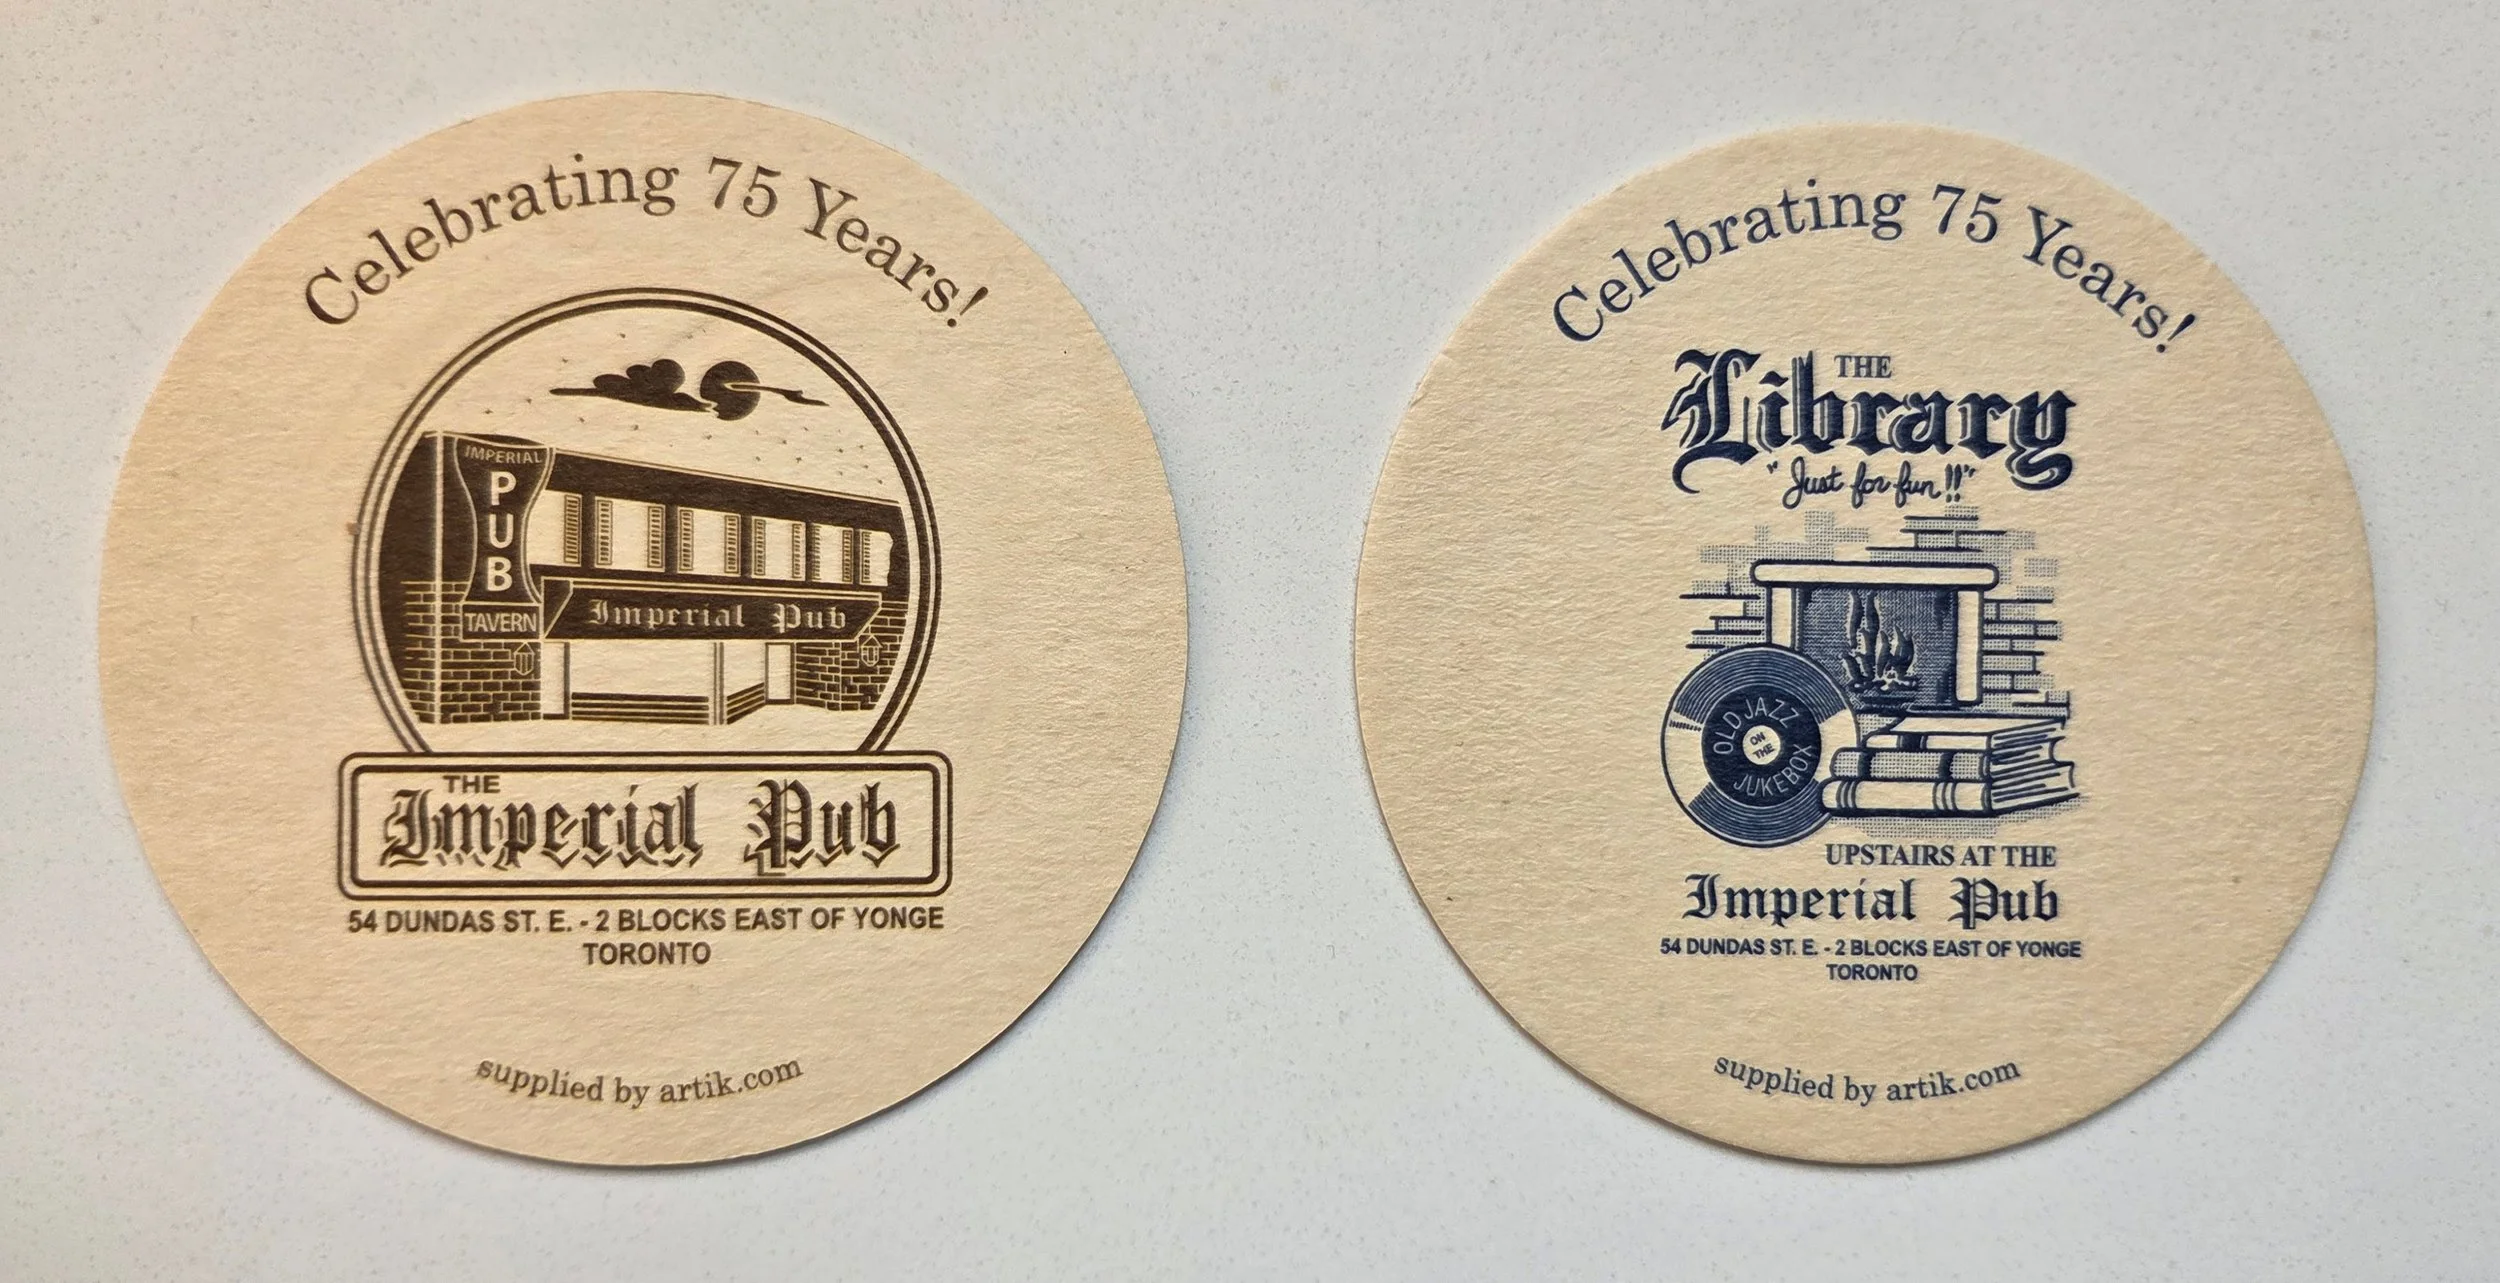 Celebrating 75 Years!
IMPERIAL
PUB
TAVERN
Imperial Pub
THE
Imperial Pub
54 DUNDAS ST. E. - 2 BLOCKS EAST OF YONGE
TORONTO
supplied by artik.com
Celebrating 75 Years!
THE
Library
"Just for fun!!"
OLD JAZZ
ON
THE
JUKEBOX
UPSTAIRS AT THE
Imperial Pub
54 DUNDAS ST. E. - 2 BLOCKS EAST OF YONGE
TORONTO
supplied by artik.com